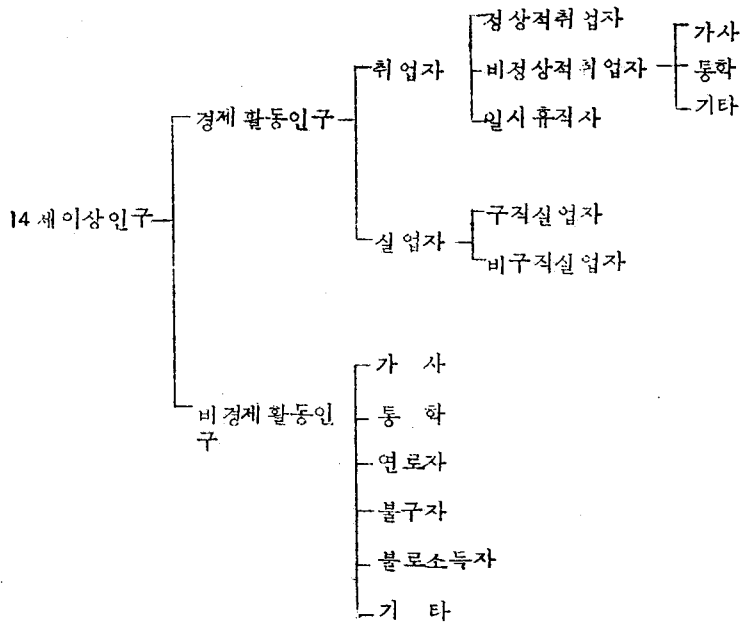 14 세이상인구
경제 활동인구
취업자
정상적취업자
비정상적취업자
가사
통학
기타
일시휴직자
실업자
구직실업자
비구직실업자
비경제활동인
구
가 사
통 학
연로자
불구자
불로소득자
기 타